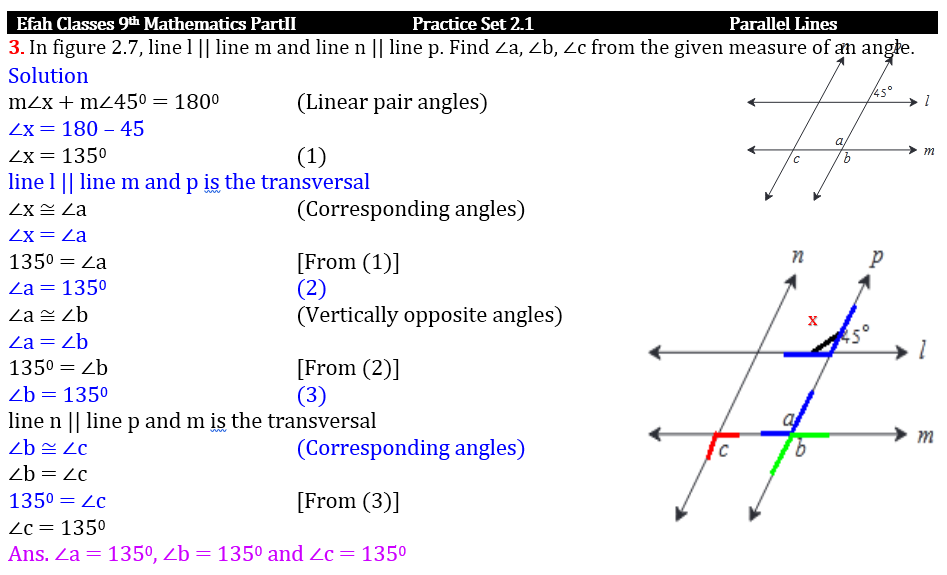 Efah Classes 9th Mathematics PartII Practice Set 2.1 Parallel Lines
3. In figure 2.7, line l || line m and line n || line p. Find ∠a, ∠b, ∠c from the given measure of an angle.
Solution
m∠x + m∠45⁰ = 180⁰ (Linear pair angles)
∠x = 180 – 45
∠x = 135⁰ (1)
line l || line m and p is the transversal
∠x ≅ ∠a (Corresponding angles)
∠x = ∠a
135⁰ = ∠a [From (1)]
∠a = 135⁰ (2)
∠a ≅ ∠b (Vertically opposite angles)
∠a = ∠b
135⁰ = ∠b [From (2)]
∠b = 135⁰ (3)
line n || line p and m is the transversal
∠b ≅ ∠c (Corresponding angles)
∠b = ∠c
135⁰ = ∠c [From (3)]
∠c = 135⁰
Ans. ∠a = 135⁰, ∠b = 135⁰ and ∠c = 135⁰
n p
45° l
a m
c b
n p
x
45° l
a m
c b